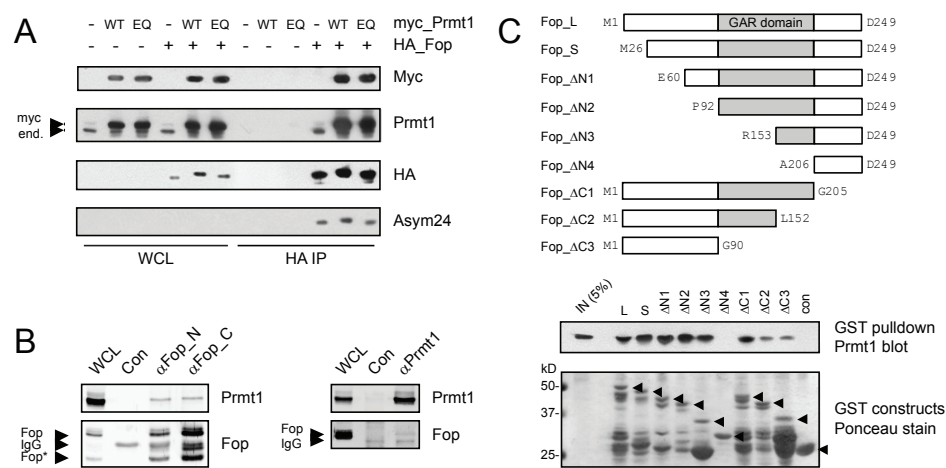 A
- WT EQ - WT EQ - WT EQ - WT EQ myc_Prmt1
- - - + + + - - - + + + HA_Fop
Myc
myc
end.
Prmt1
HA
Asym24
WCL HA IP
B
WCL Con αFop_N αFop_C
Prmt1
Fop
IgG
Fop*
Fop
WCL Con αPrmt1
Prmt1
Fop
IgG
Fop
C
Fop_L M1 GAR domain D249
Fop_S M26 D249
Fop_ΔN1 E60 D249
Fop_ΔN2 P92 D249
Fop_ΔN3 R153 D249
Fop_ΔN4 A206 D249
Fop_ΔC1 M1 G205
Fop_ΔC2 M1 L152
Fop_ΔC3 M1 G90
IN (5%) L S ΔN1 ΔN2 ΔN3 ΔN4 ΔC1 ΔC2 ΔC3 con
GST pulldown
Prmt1 blot
kD
50-
37-
25-
GST constructs
Ponceau stain